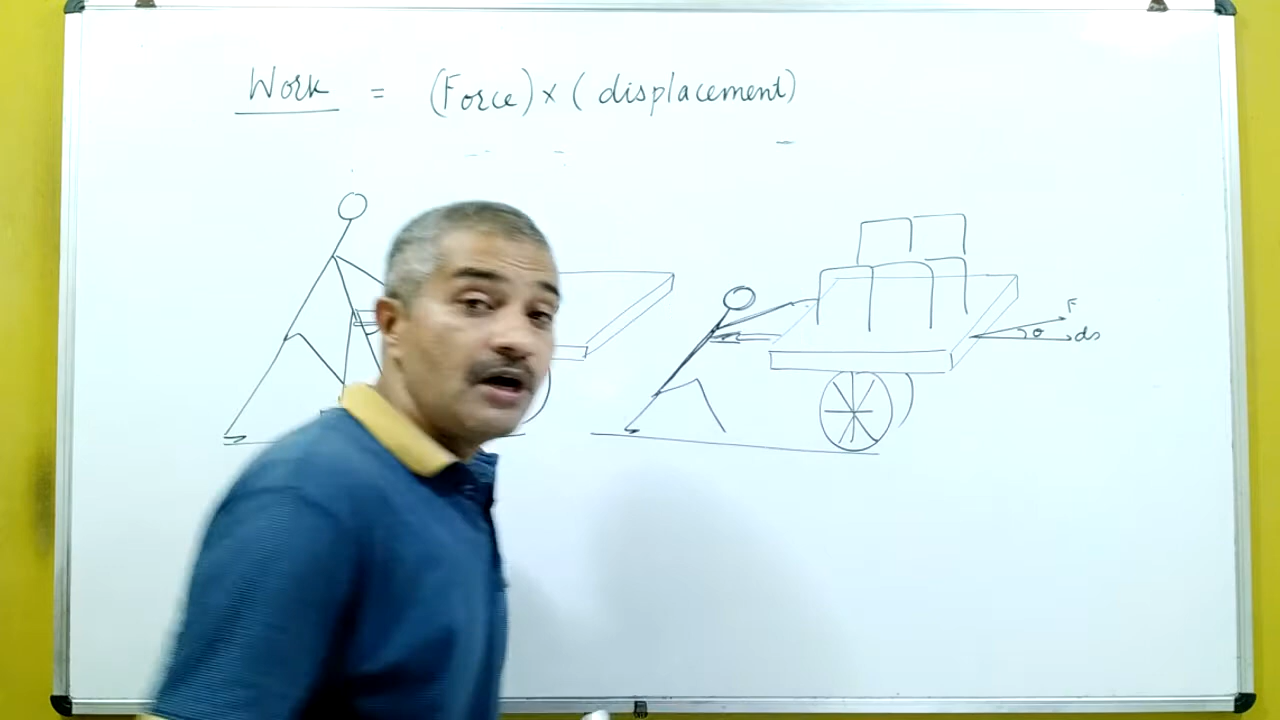 Work = (Force) × ( displacement)
F
θ ds